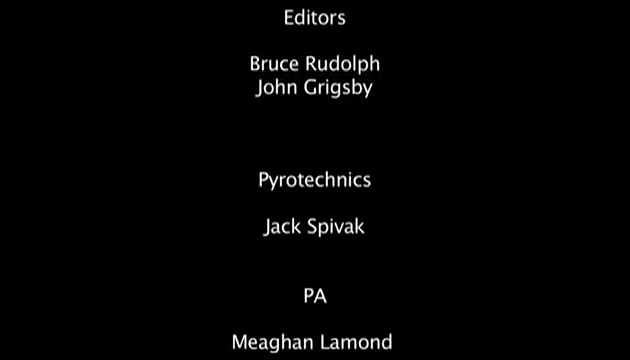 Editors
Bruce Rudolph
John Grigsby
Pyrotechnics
Jack Spivak
PA
Meaghan Lamond